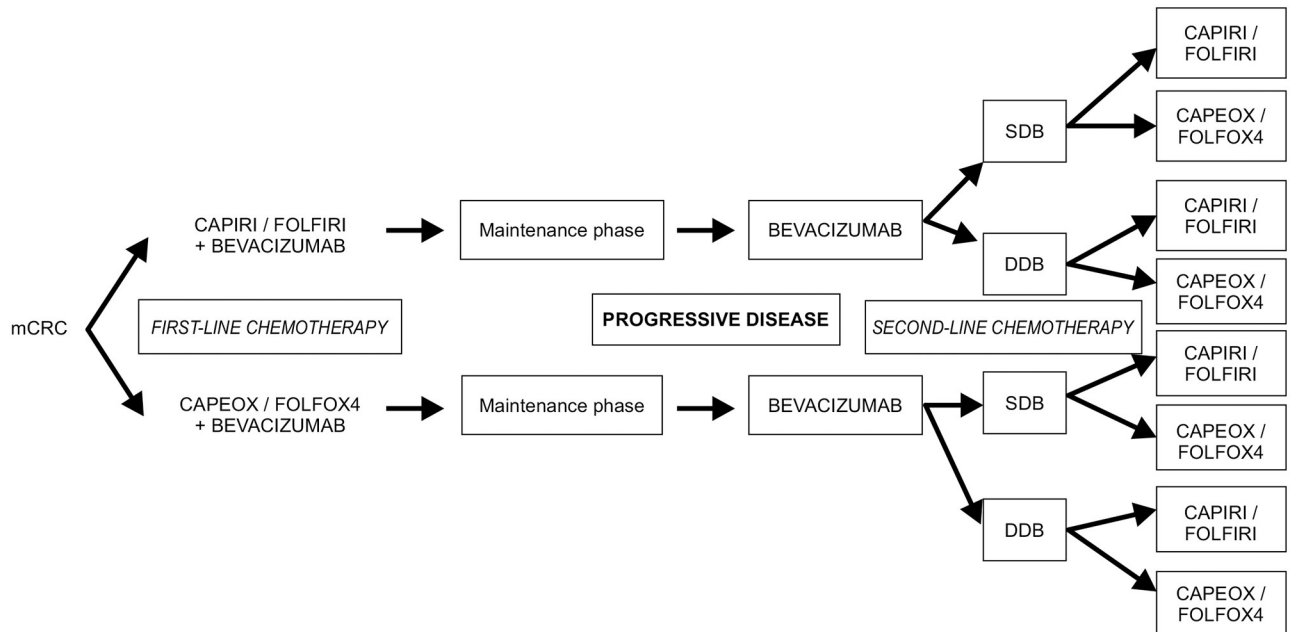 mCRC
CAPIRI / FOLFIRI
+ BEVACIZUMAB
FIRST-LINE CHEMOTHERAPY
CAPEOX / FOLFOX4
+ BEVACIZUMAB
Maintenance phase
Maintenance phase
PROGRESSIVE DISEASE
BEVACIZUMAB
BEVACIZUMAB
SECOND-LINE CHEMOTHERAPY
SDB
DDB
SDB
DDB
CAPIRI /
FOLFIRI
CAPEOX /
FOLFOX4
CAPIRI /
FOLFIRI
CAPEOX /
FOLFOX4
CAPIRI /
FOLFIRI
CAPEOX /
FOLFOX4
CAPIRI /
FOLFIRI
CAPEOX /
FOLFOX4